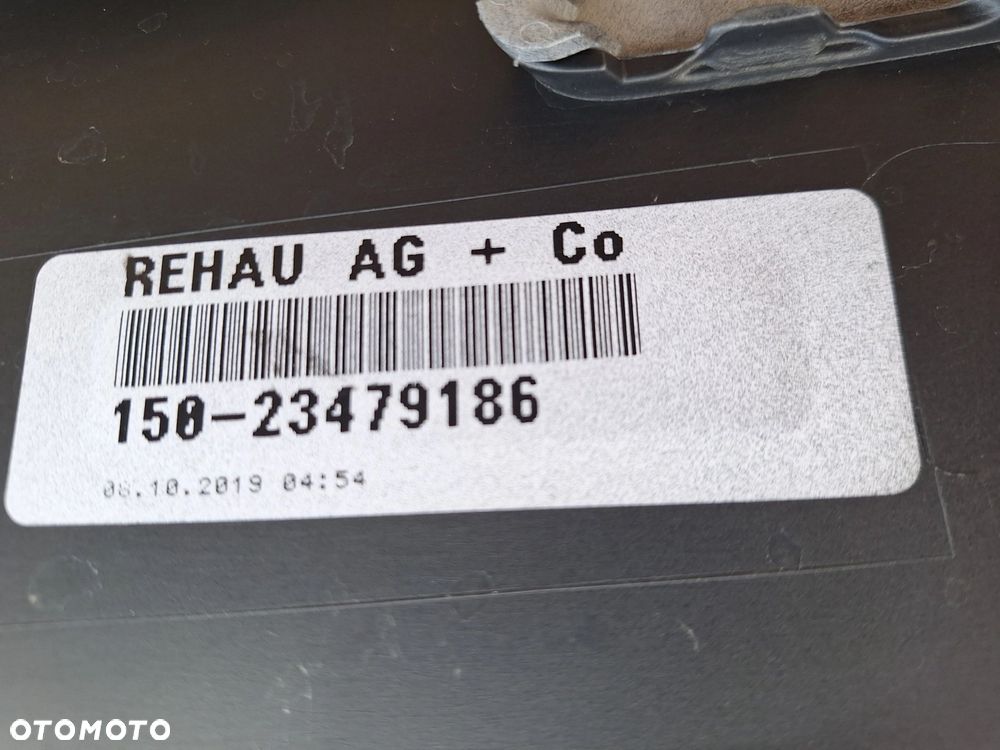 REHAU AG + Co
150-23479186
08.10.2019 04:54
OTOMOTO